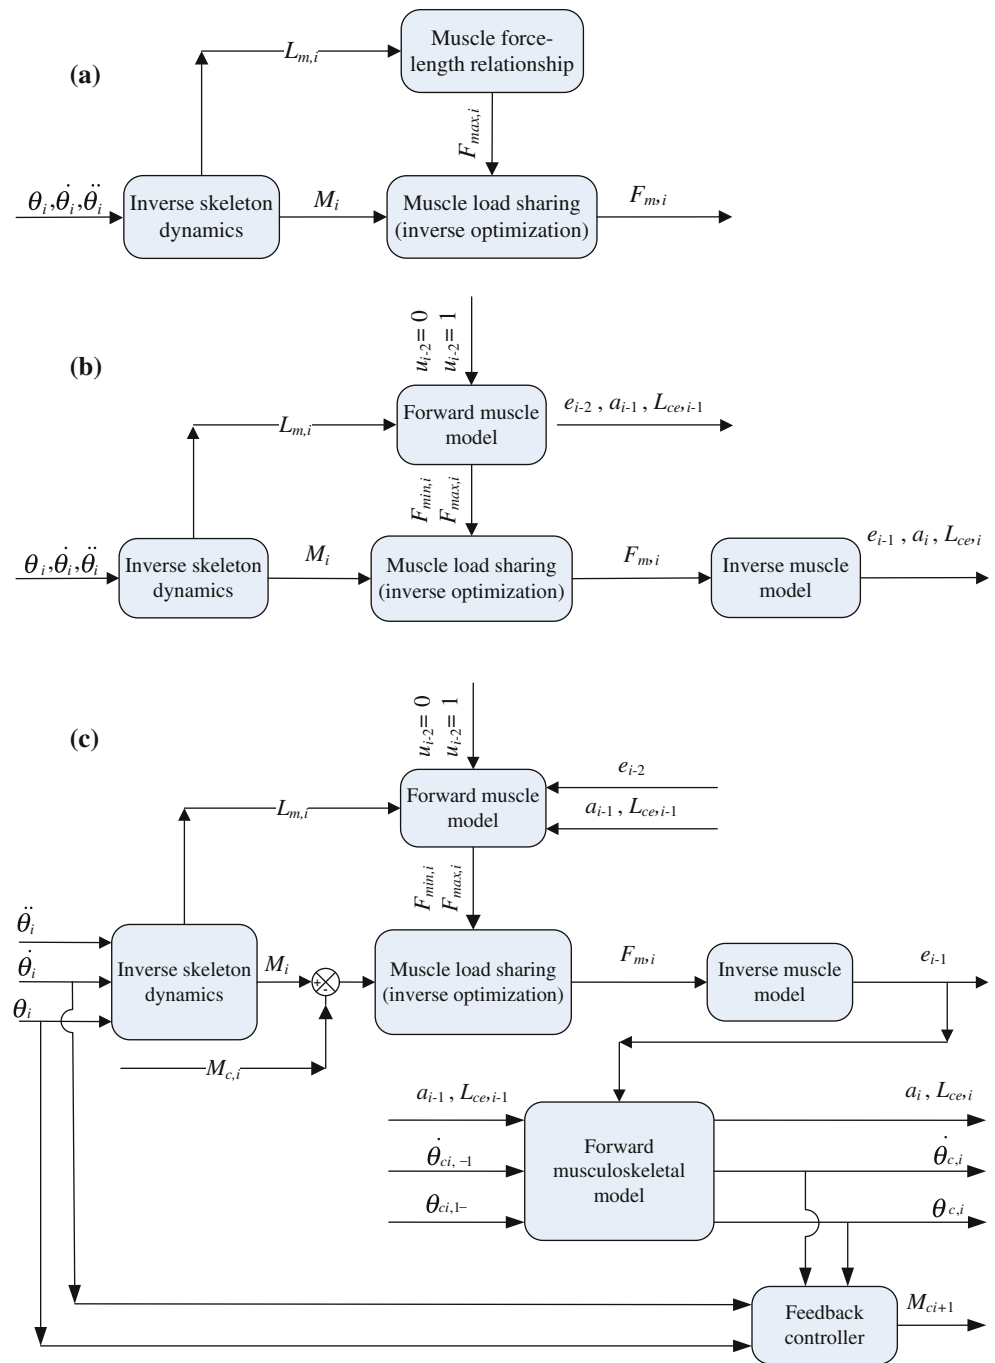 (a)
Muscle force-
length relationship
L_{m,i}
F_{max,i}
θ_i, θ̇_i, θ̈_i
Inverse skeleton
dynamics
M_i
Muscle load sharing
(inverse optimization)
F_{m,i}
(b)
u_{i-2}= 0
u_{i-2}= 1
Forward muscle
model
e_{i-2} , a_{i-1} , L_{ce,i-1}
L_{m,i}
F_{min,i}
F_{max,i}
θ_i, θ̇_i, θ̈_i
Inverse skeleton
dynamics
M_i
Muscle load sharing
(inverse optimization)
F_{m,i}
Inverse muscle
model
e_{i-1} , a_i , L_{ce,i}
(c)
u_{i-2}= 0
u_{i-2}= 1
Forward muscle
model
e_{i-2}
a_{i-1} , L_{ce,i-1}
L_{m,i}
F_{min,i}
F_{max,i}
θ̈_i
θ̇_i
θ_i
Inverse skeleton
dynamics
M_i
+
-
M_{c,i}
Muscle load sharing
(inverse optimization)
F_{m,i}
Inverse muscle
model
e_{i-1}
a_{i-1} , L_{ce,i-1}
θ̇_{ci, -1}
θ_{ci,1-}
Forward
musculoskeletal
model
a_i , L_{ce,i}
θ̇_{c,i}
θ_{c,i}
Feedback
controller
M_{ci+1}